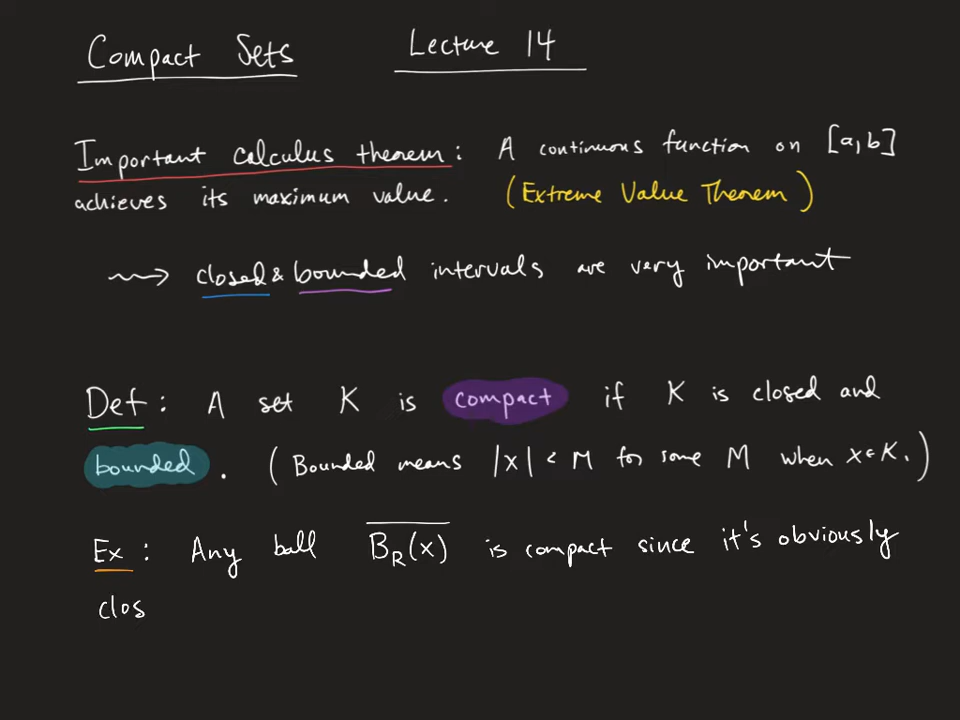 Compact Sets Lecture 14
Important calculus theorem: A continuous function on [a,b]
achieves its maximum value. (Extreme Value Theorem)
⇝ closed & bounded intervals are very important
Def: A set K is compact if K is closed and
bounded. (Bounded means |x| < M for some M when x∈K.)
Ex: Any ball \overline{B_R(x)} is compact since it's obviously
clos